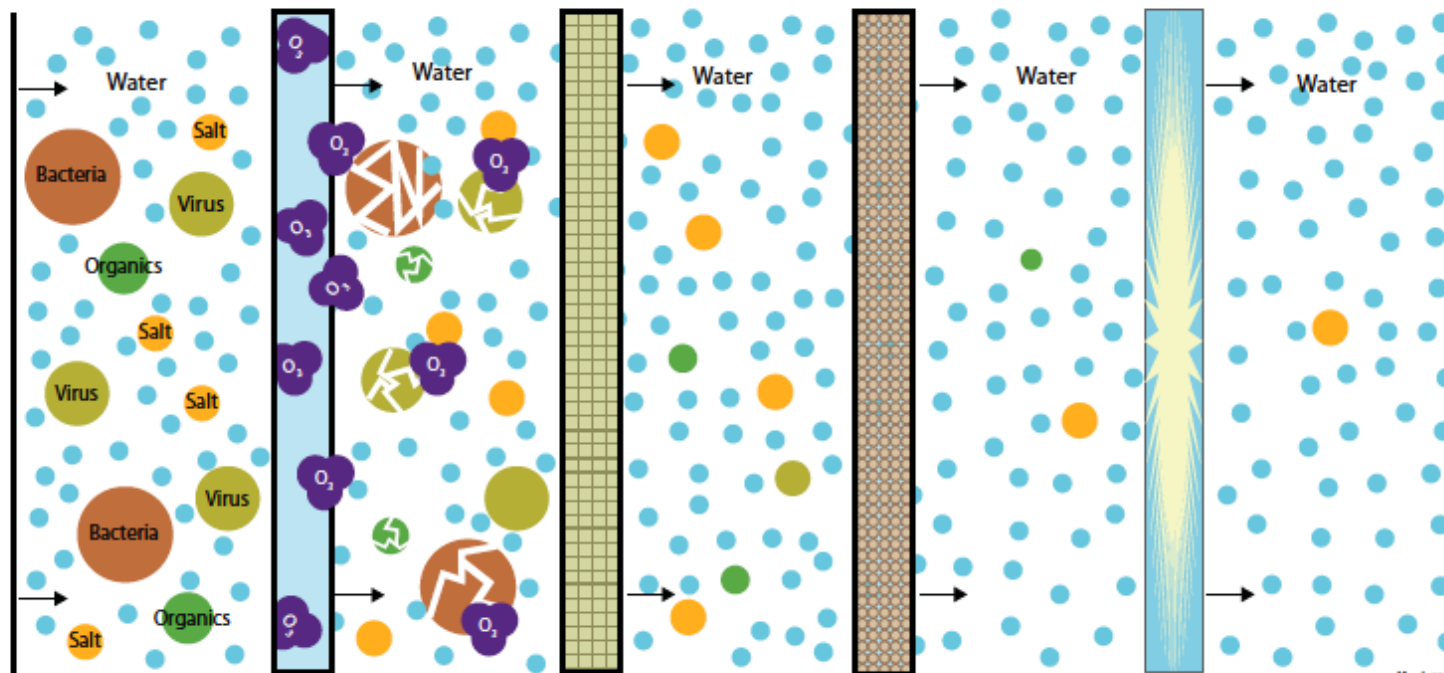 O₃
Water
Water
Water
Water
Water
Salt
O₃
O₃
Bacteria
Virus
O₃
Organics
O₃
Salt
O₃
O₃
Virus
Salt
O₃
Virus
Bacteria
Organics
O₃
O₃
Salt